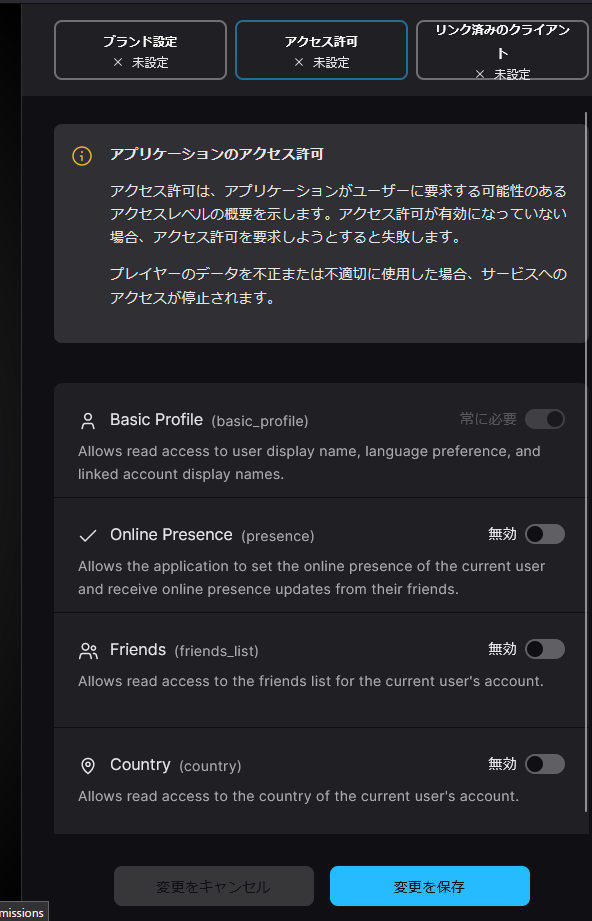 ブランド設定
× 未設定
アクセス許可
× 未設定
リンク済みのクライアン
ト
× 未設定
アプリケーションのアクセス許可
アクセス許可は、アプリケーションがユーザーに要求する可能性のある
アクセスレベルの概要を示します。アクセス許可が有効になっていない
場合、アクセス許可を要求しようとすると失敗します。
プレイヤーのデータを不正または不適切に使用した場合、サービスへの
アクセスが停止されます。
Basic Profile (basic_profile)
常に必要
Allows read access to user display name, language preference, and
linked account display names.
Online Presence (presence)
無効
Allows the application to set the online presence of the current user
and receive online presence updates from their friends.
Friends (friends_list)
無効
Allows read access to the friends list for the current user's account.
Country (country)
無効
Allows read access to the country of the current user's account.
変更をキャンセル
変更を保存
missions